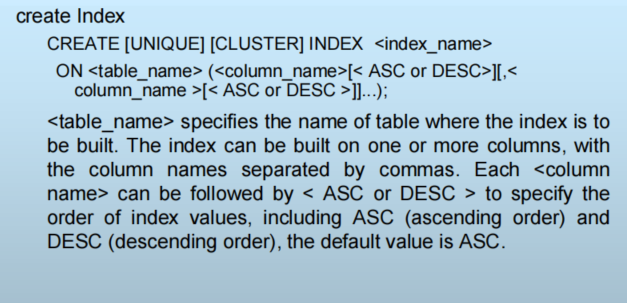 create Index
CREATE [UNIQUE] [CLUSTER] INDEX <index_name>
ON <table_name> (<column_name>[< ASC or DESC>][,<
column_name >[< ASC or DESC >]]...);
<table_name> specifies the name of table where the index is to
be built. The index can be built on one or more columns, with
the column names separated by commas. Each <column
name> can be followed by < ASC or DESC > to specify the
order of index values, including ASC (ascending order) and
DESC (descending order), the default value is ASC.